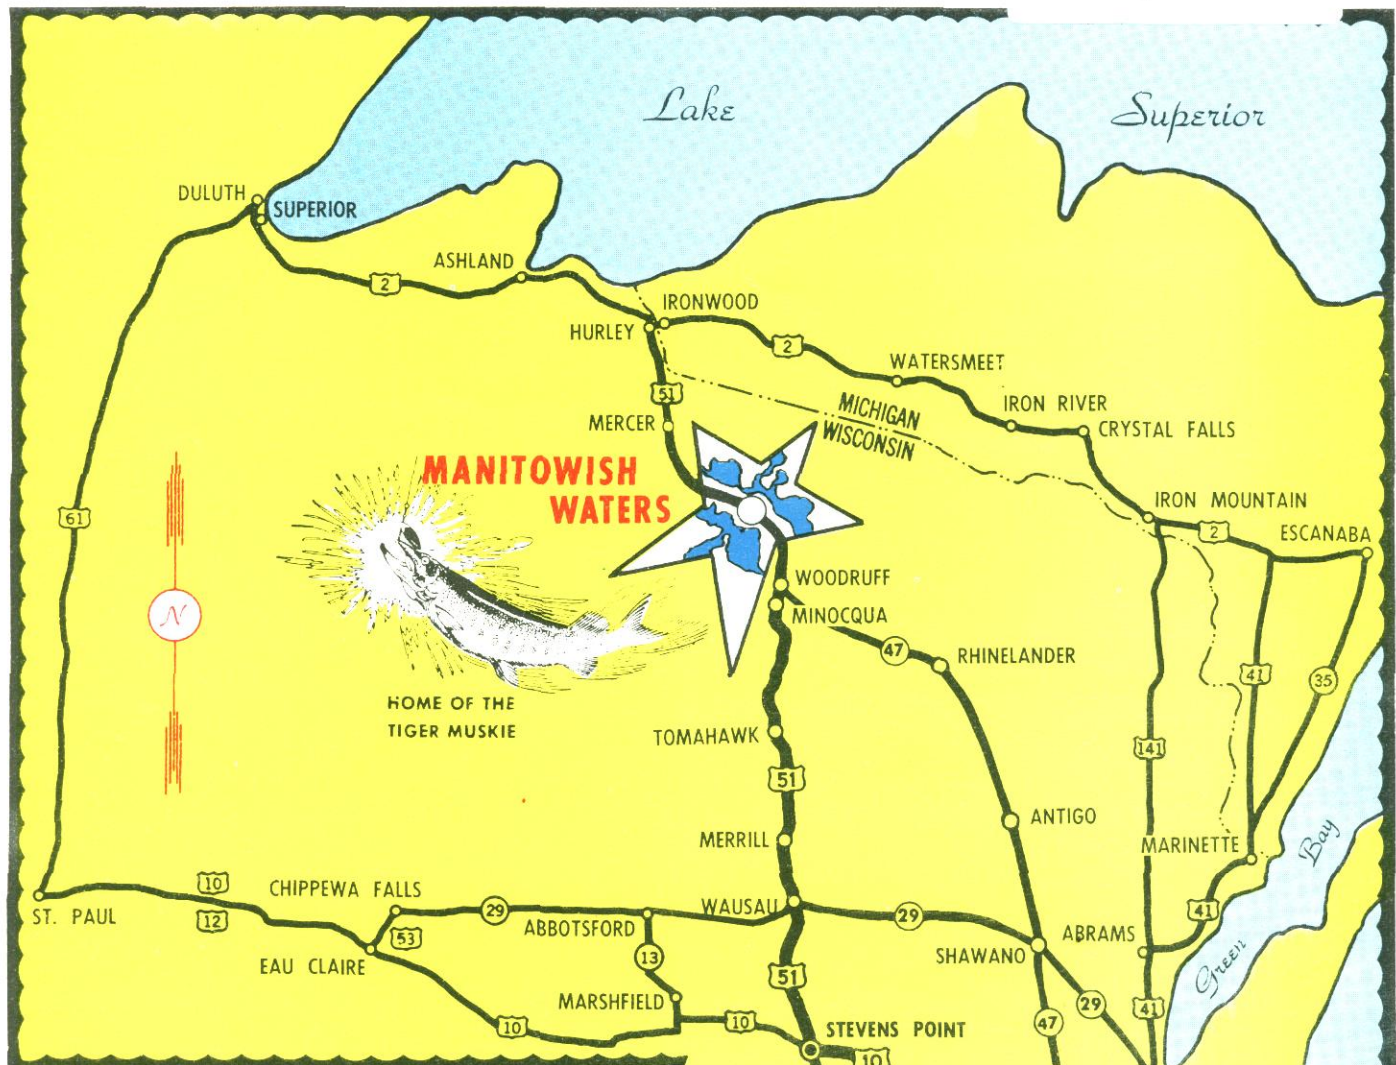 Lake Superior
DULUTH
SUPERIOR
ASHLAND
2
IRONWOOD
HURLEY
2
WATERSMEET
51
IRON RIVER
MICHIGAN
WISCONSIN
MERCER
CRYSTAL FALLS
MANITOWISH
WATERS
IRON MOUNTAIN
61
2
ESCANABA
WOODRUFF
N
MINOCQUA
47
RHINELANDER
41
35
HOME OF THE
TIGER MUSKIE
TOMAHAWK
141
51
ANTIGO
MERRILL
MARINETTE
Green Bay
10
12
CHIPPEWA FALLS
ST. PAUL
29
WAUSAU
29
41
ABBOTSFORD
53
ABRAMS
EAU CLAIRE
13
SHAWANO
51
MARSHFIELD
29
41
10
10
47
STEVENS POINT
10